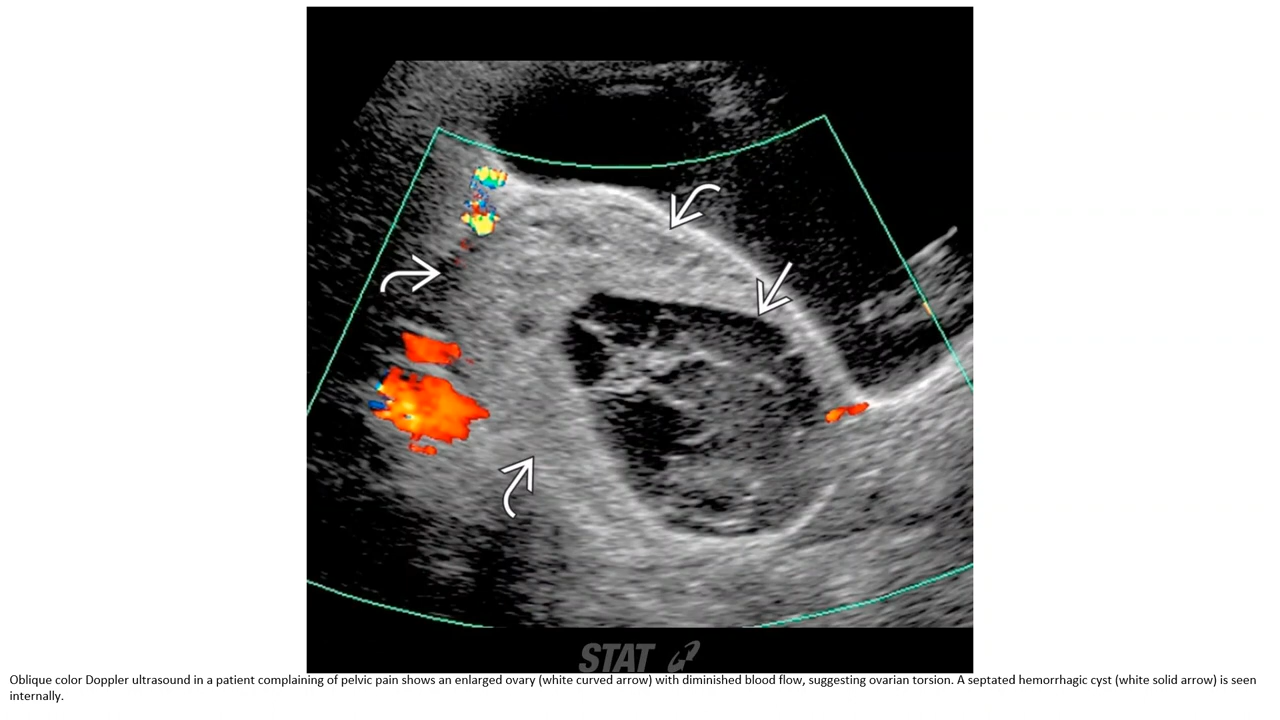 STAT
Oblique color Doppler ultrasound in a patient complaining of pelvic pain shows an enlarged ovary (white curved arrow) with diminished blood flow, suggesting ovarian torsion. A septated hemorrhagic cyst (white solid arrow) is seen
internally.